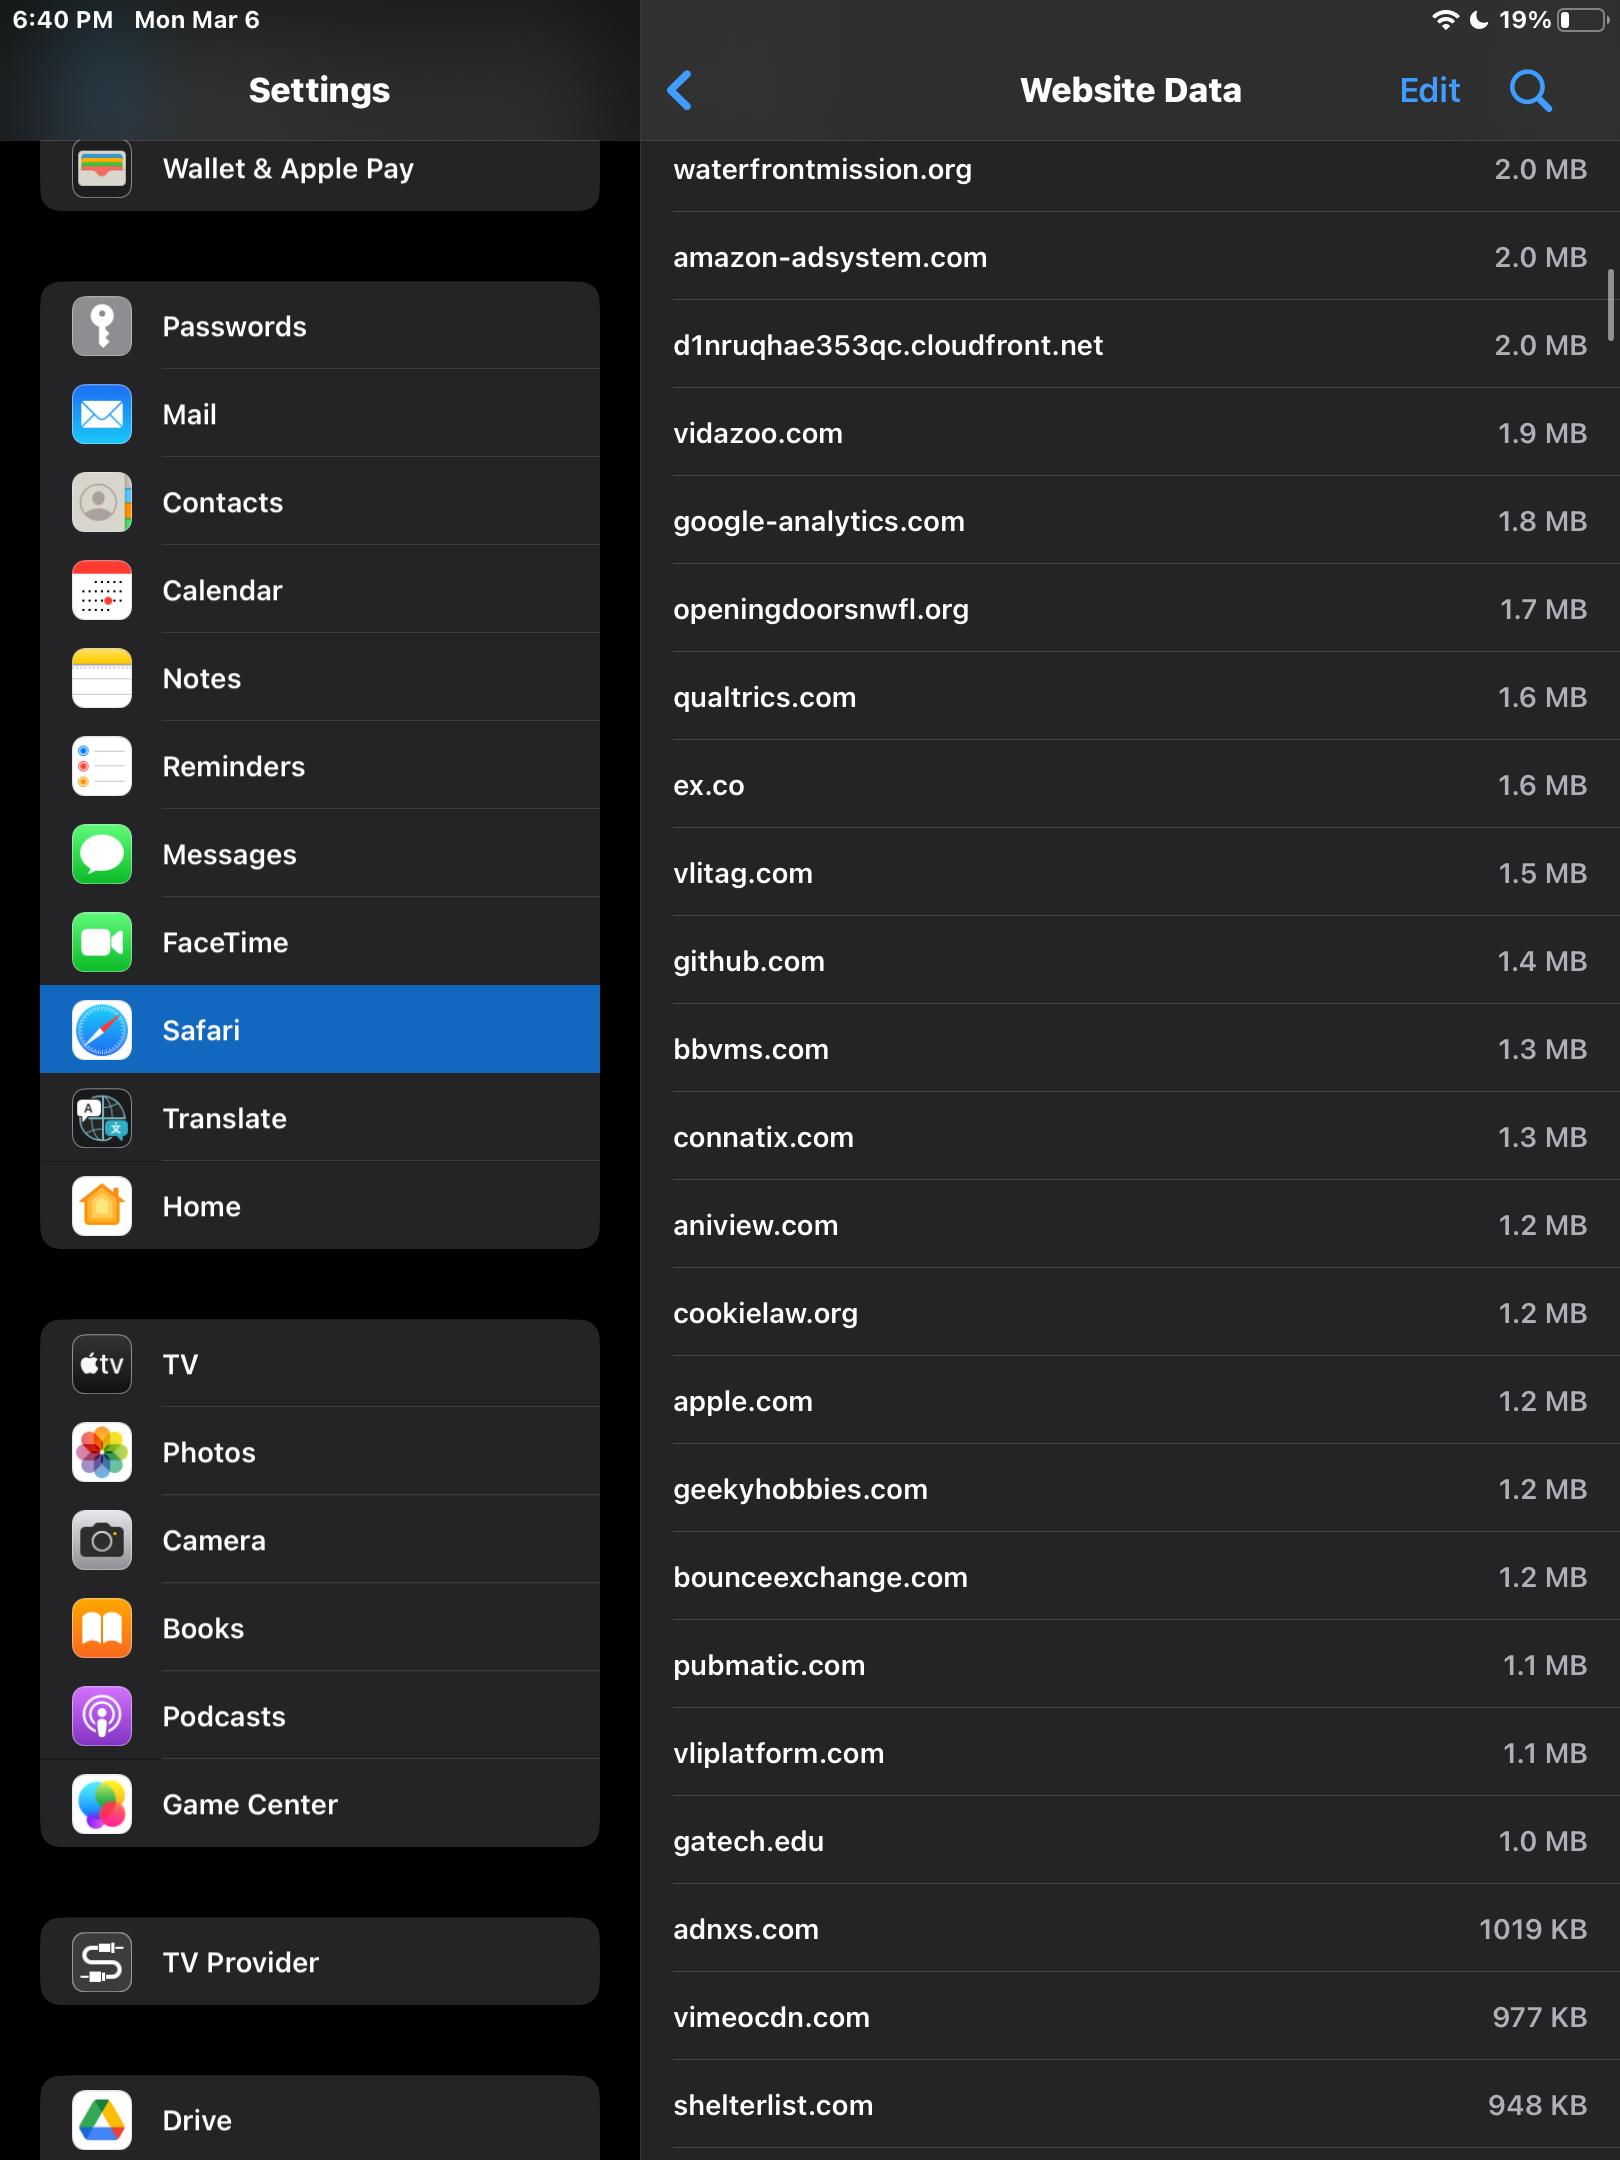 6:40 PM Mon Mar 6
19%
Settings
Wallet & Apple Pay
Passwords
Mail
Contacts
Calendar
Notes
Reminders
Messages
FaceTime
Safari
A
文
Translate
Home
tv
TV
Photos
Camera
Books
Podcasts
Game Center
TV Provider
Drive
Website Data
Edit
waterfrontmission.org 2.0 MB
amazon-adsystem.com 2.0 MB
d1nruqhae353qc.cloudfront.net 2.0 MB
vidazoo.com 1.9 MB
google-analytics.com 1.8 MB
openingdoorsnwfl.org 1.7 MB
qualtrics.com 1.6 MB
ex.co 1.6 MB
vlitag.com 1.5 MB
github.com 1.4 MB
bbvms.com 1.3 MB
connatix.com 1.3 MB
aniview.com 1.2 MB
cookielaw.org 1.2 MB
apple.com 1.2 MB
geekyhobbies.com 1.2 MB
bounceexchange.com 1.2 MB
pubmatic.com 1.1 MB
vliplatform.com 1.1 MB
gatech.edu 1.0 MB
adnxs.com 1019 KB
vimeocdn.com 977 KB
shelterlist.com 948 KB